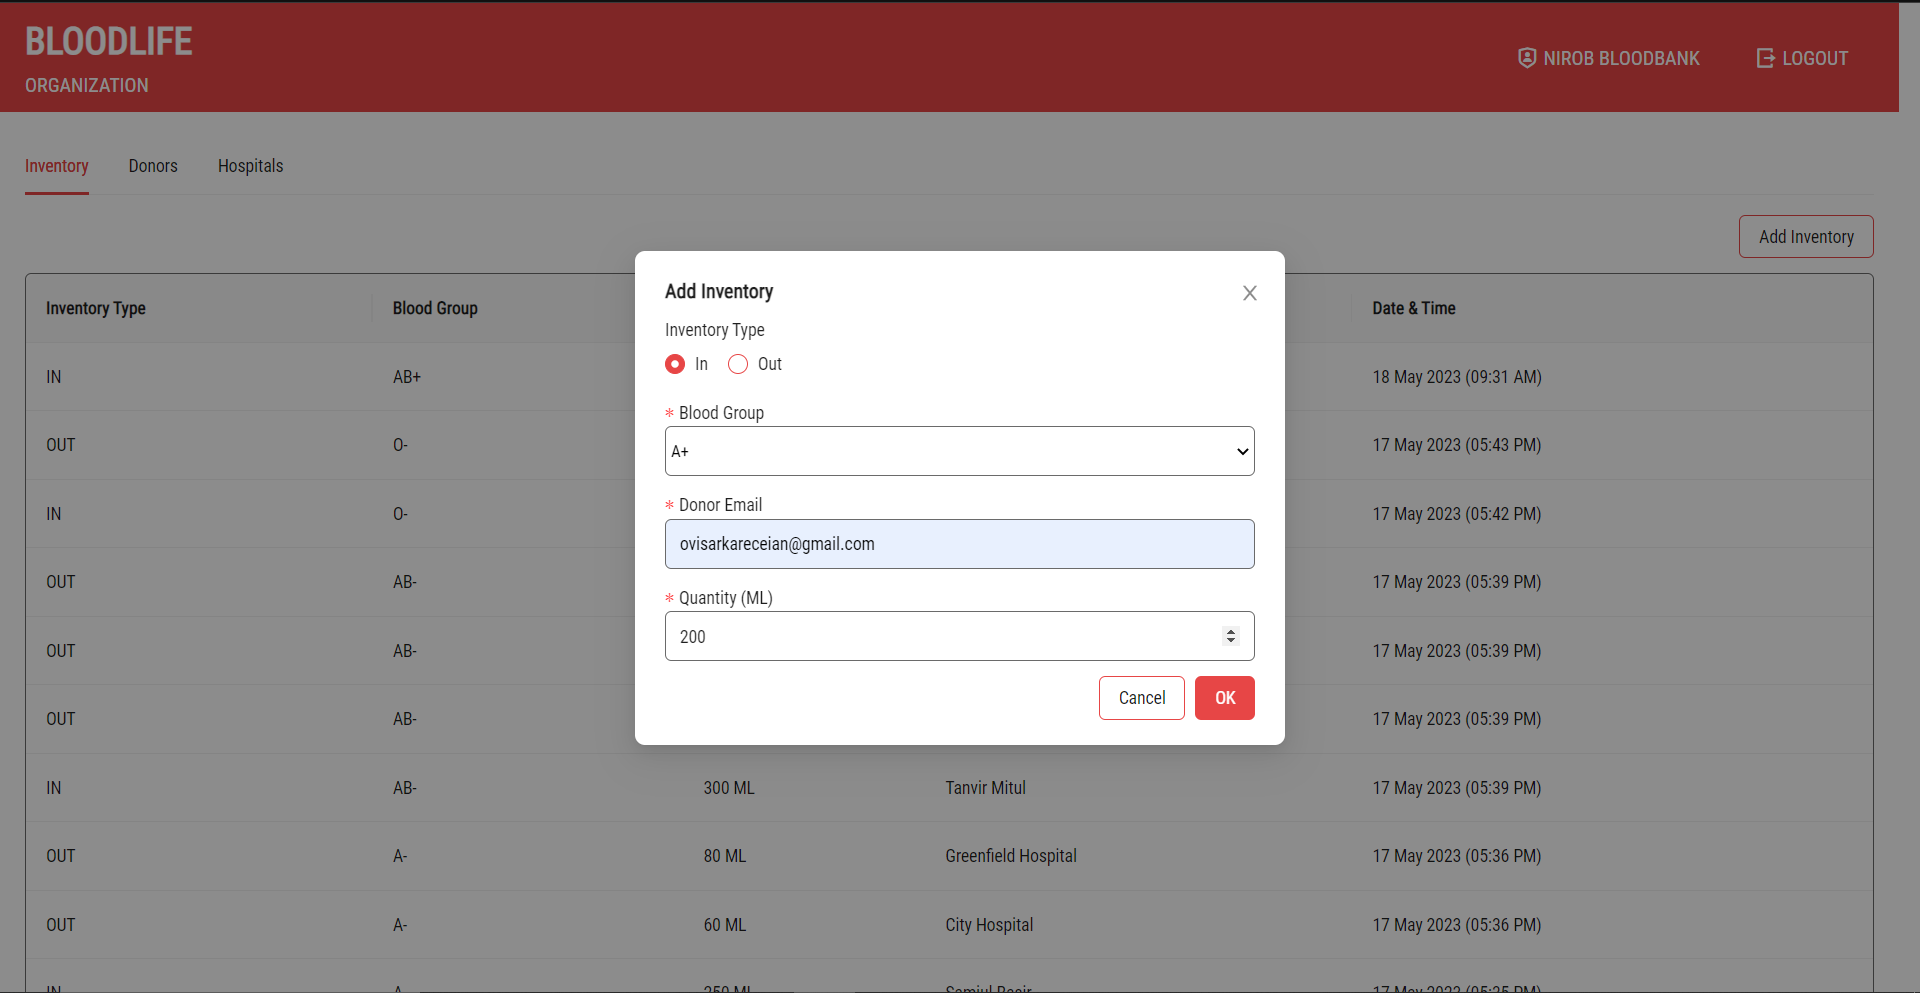 BLOODLIFE
ORGANIZATION
NIROB BLOODBANK
LOGOUT
Inventory Donors Hospitals
Add Inventory
Inventory Type Blood Group Date & Time
IN AB+ 18 May 2023 (09:31 AM)
OUT O- 17 May 2023 (05:43 PM)
IN O- 17 May 2023 (05:42 PM)
OUT AB- 17 May 2023 (05:39 PM)
OUT AB- 17 May 2023 (05:39 PM)
OUT AB- 17 May 2023 (05:39 PM)
IN AB- 300 ML Tanvir Mitul 17 May 2023 (05:39 PM)
OUT A- 80 ML Greenfield Hospital 17 May 2023 (05:36 PM)
OUT A- 60 ML City Hospital 17 May 2023 (05:36 PM)
Add Inventory
Inventory Type
In Out
* Blood Group
A+
* Donor Email
ovisarkareceian@gmail.com
* Quantity (ML)
200
Cancel OK